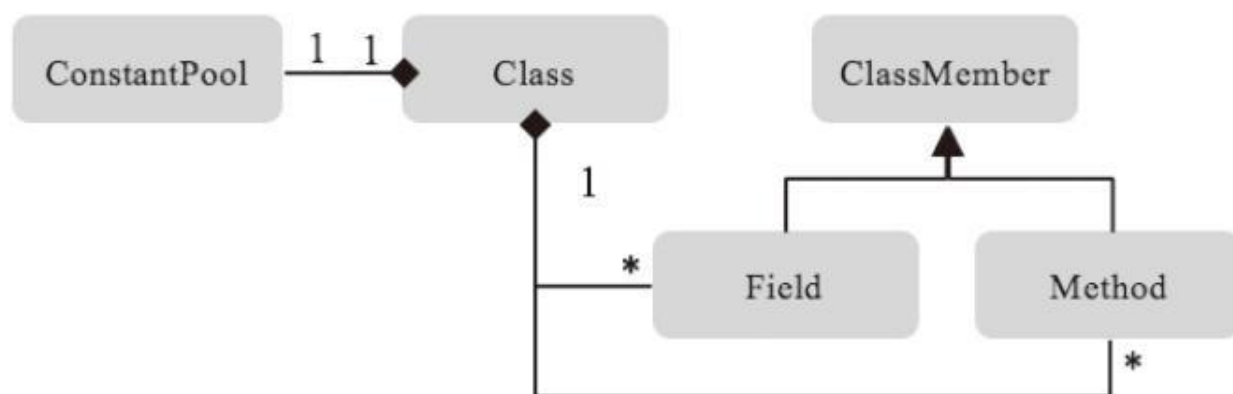 ConstantPool
1
1
Class
ClassMember
1
*
Field
Method
*